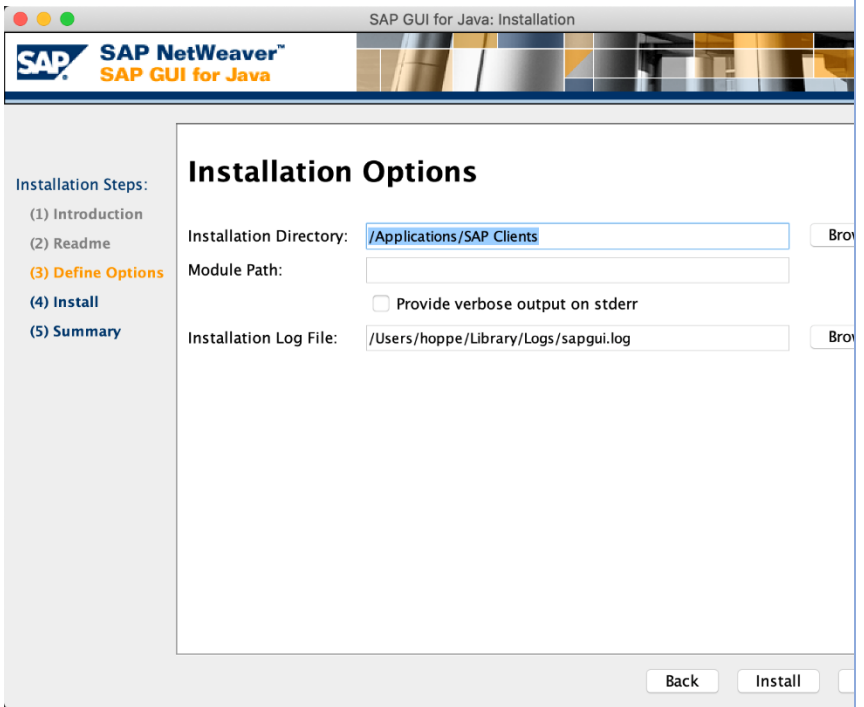 SAP GUI for Java: Installation
SAP
SAP NetWeaver™
SAP GUI for Java
Installation Steps:
(1) Introduction
(2) Readme
(3) Define Options
(4) Install
(5) Summary
Installation Options
Installation Directory: /Applications/SAP Clients
Module Path:
Provide verbose output on stderr
Installation Log File: /Users/hoppe/Library/Logs/sapgui.log
Back Install